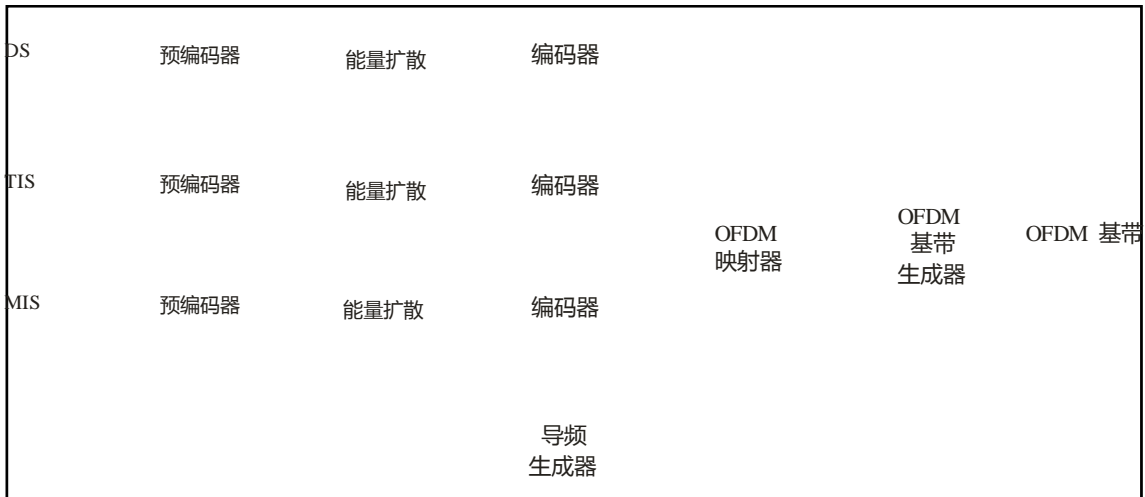 DS 预编码器 能量扩散 编码器
TIS 预编码器 能量扩散 编码器
OFDM
映射器
OFDM
基带
生成器
OFDM 基带
MIS 预编码器 能量扩散 编码器
导频
生成器